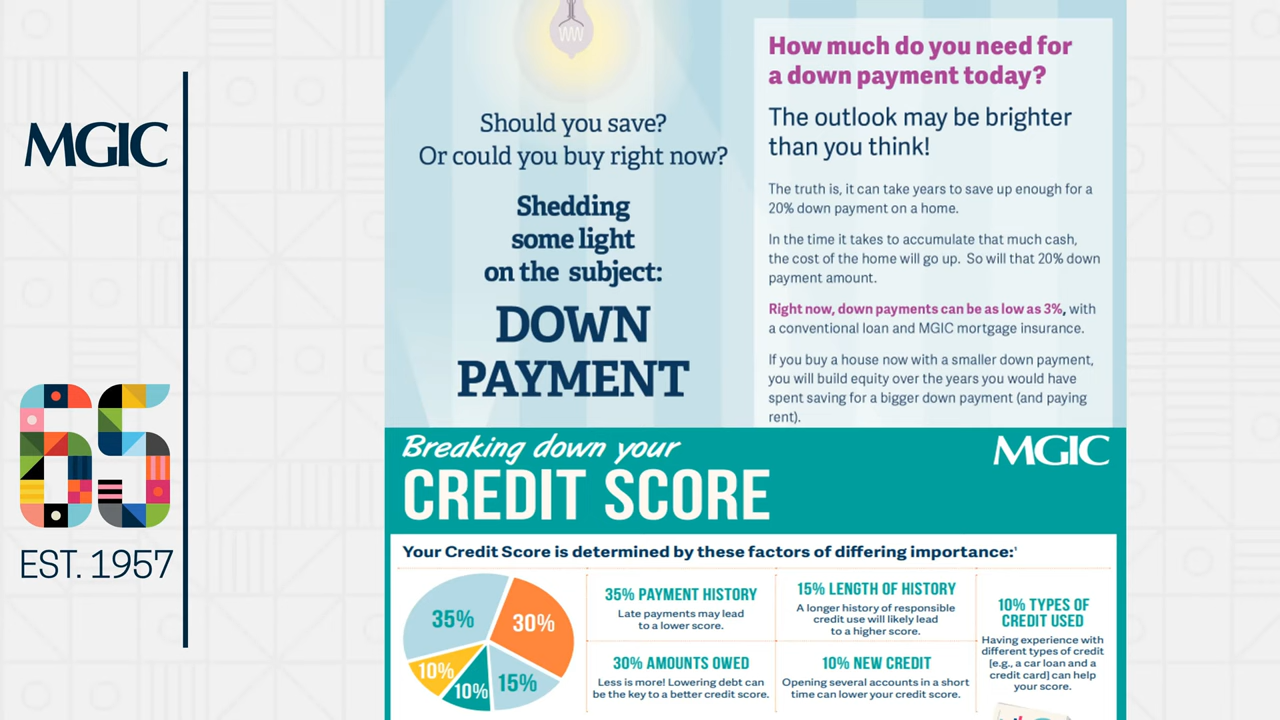 MGIC
65
EST. 1957
Should you save?
Or could you buy right now?
Shedding
some light
on the subject:
DOWN
PAYMENT
How much do you need for
a down payment today?
The outlook may be brighter
than you think!
The truth is, it can take years to save up enough for a
20% down payment on a home.
In the time it takes to accumulate that much cash,
the cost of the home will go up. So will that 20% down
payment amount.
Right now, down payments can be as low as 3%, with
a conventional loan and MGIC mortgage insurance.
If you buy a house now with a smaller down payment,
you will build equity over the years you would have
spent saving for a bigger down payment (and paying
rent).
Breaking down your
CREDIT SCORE
MGIC
Your Credit Score is determined by these factors of differing importance:¹
35%
30%
10%
10%
15%
35% PAYMENT HISTORY
Late payments may lead
to a lower score.
30% AMOUNTS OWED
Less is more! Lowering debt can
be the key to a better credit score.
15% LENGTH OF HISTORY
A longer history of responsible
credit use will likely lead
to a higher score.
10% NEW CREDIT
Opening several accounts in a short
time can lower your credit score.
10% TYPES OF
CREDIT USED
Having experience with
different types of credit
[e.g., a car loan and a
credit card] can help
your score.